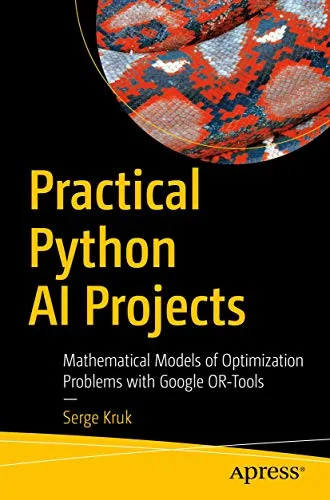 Practical
Python
AI Projects
Mathematical Models of Optimization
Problems with Google OR-Tools
—
Serge Kruk
Apress®